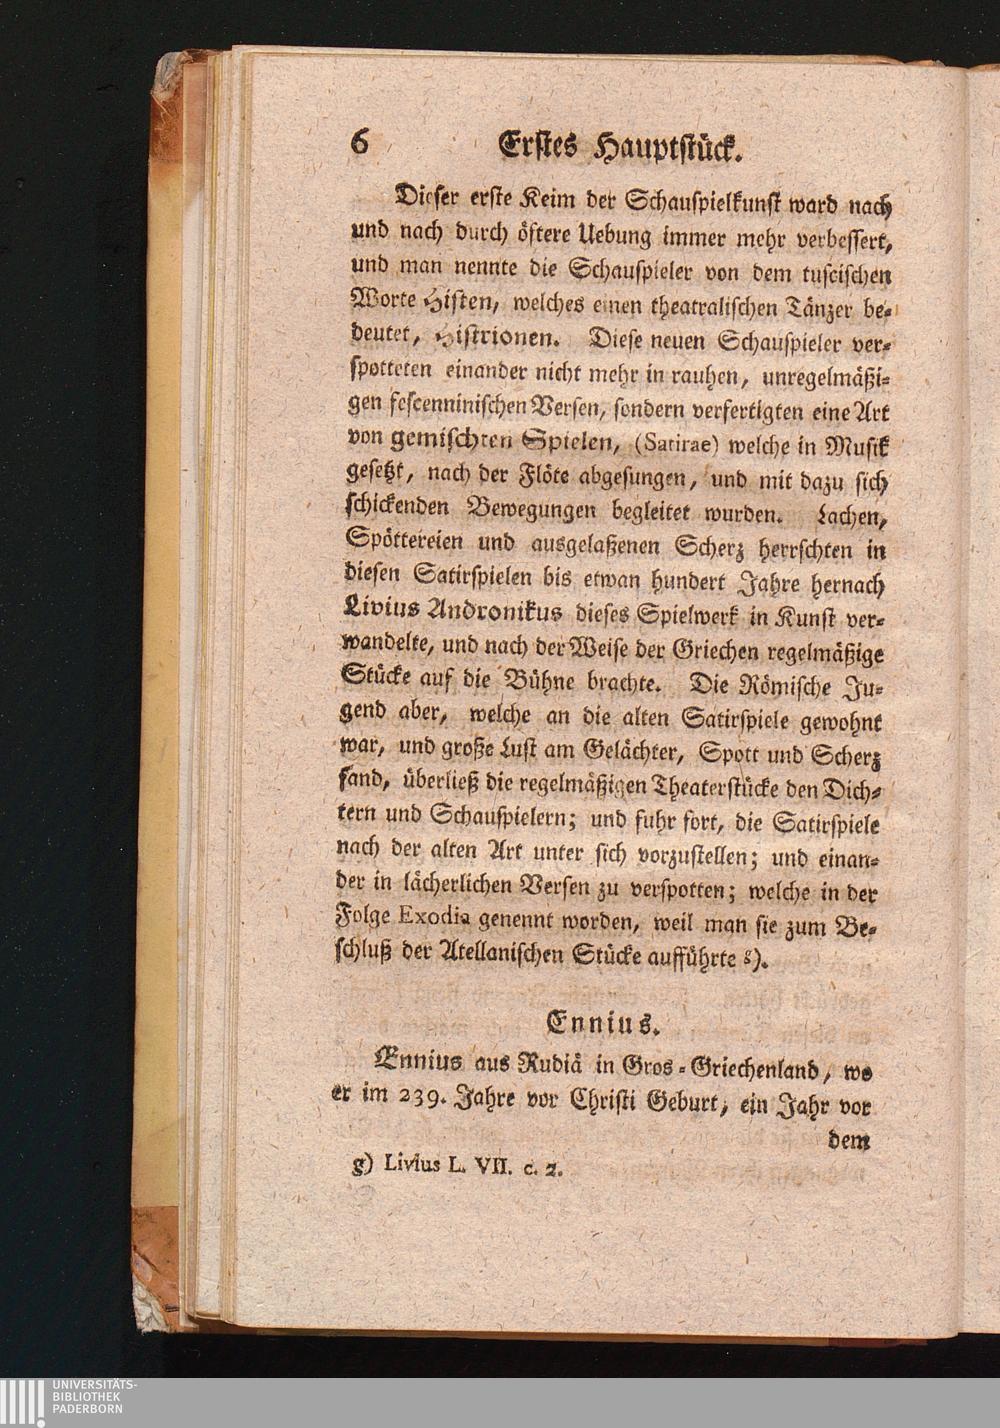 6 Erstes Hauptstück.
Dieser erste Keim der Schauspielkunst ward nach
und nach durch öftere Uebung immer mehr verbessert,
und man nennte die Schauspieler von dem tuscischen
Worte Histen, welches einen theatralischen Tänzer be-
deutet, Histrionen. Diese neuen Schauspieler ver-
spotteten einander nicht mehr in rauhen, unregelmäßi-
gen fescenninischen Versen, sondern verfertigten eine Art
von gemischten Spielen, (Satirae) welche in Musik
gesetzt, nach der Flöte abgesungen, und mit dazu sich
schickenden Bewegungen begleitet wurden. Lachen,
Spöttereien und ausgelaßenen Scherz herrschten in
diesen Satirspielen bis etwan hundert Jahre hernach
Livius Andronikus dieses Spielwerk in Kunst ver-
wandelte, und nach der Weise der Griechen regelmäßige
Stücke auf die Bühne brachte. Die Römische Ju-
gend aber, welche an die alten Satirspiele gewohnt
war, und große Lust am Gelächter, Spott und Scherz
fand, überließ die regelmäßigen Theaterstücke den Dich-
tern und Schauspielern; und fuhr fort, die Satirspiele
nach der alten Art unter sich vorzustellen; und einan-
der in lächerlichen Versen zu verspotten; welche in der
Folge Exodia genennt worden, weil man sie zum Be-
schluß der Atellanischen Stücke aufführte g).
Ennius.
Ennius aus Rudiä in Gros-Griechenland, wo
er im 239. Jahre vor Christi Geburt, ein Jahr vor
dem
g) Livius L. VII. c. 2.
UNIVERSITÄTS-
BIBLIOTHEK
PADERBORN